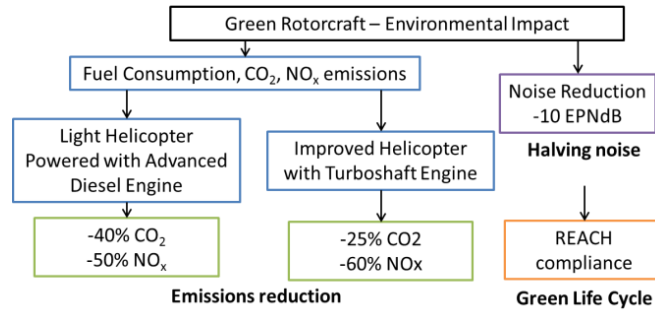 Green Rotorcraft – Environmental Impact
Fuel Consumption, CO₂, NOₓ emissions
Noise Reduction
-10 EPNdB
Halving noise
Light Helicopter
Powered with Advanced
Diesel Engine
Improved Helicopter
with Turboshaft Engine
-40% CO₂
-50% NOₓ
-25% CO2
-60% NOx
REACH
compliance
Emissions reduction
Green Life Cycle